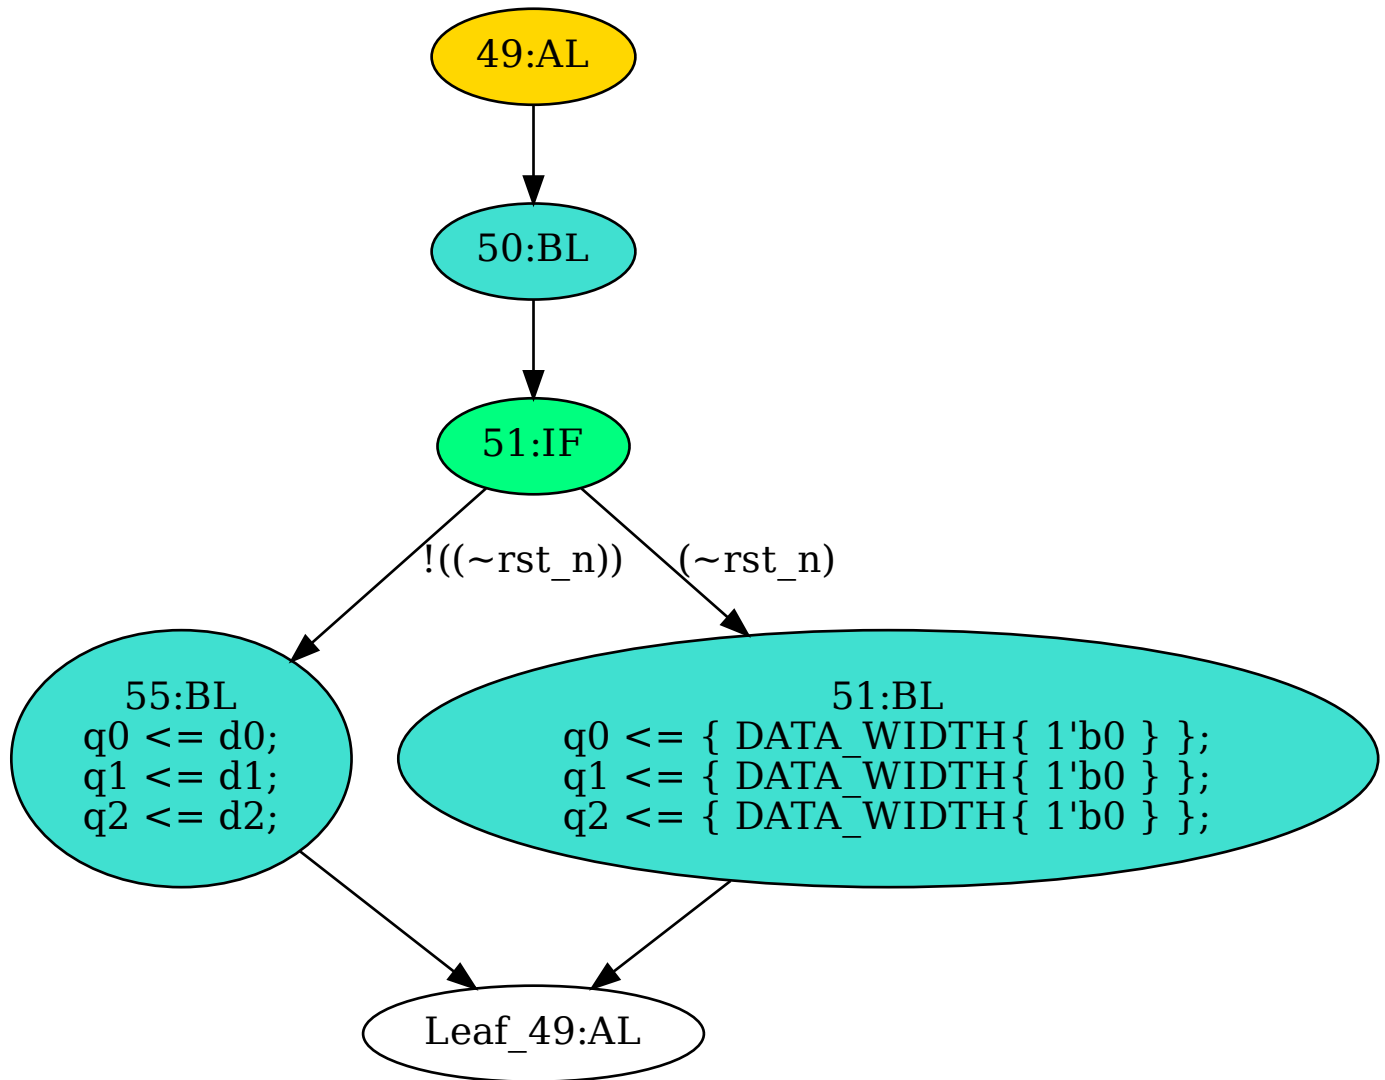 49:AL
50:BL
51:IF
!((~rst_n))
(~rst_n)
55:BL
q0 <= d0;
q1 <= d1;
q2 <= d2;
51:BL
q0 <= { DATA_WIDTH{ 1'b0 } };
q1 <= { DATA_WIDTH{ 1'b0 } };
q2 <= { DATA_WIDTH{ 1'b0 } };
Leaf_49:AL